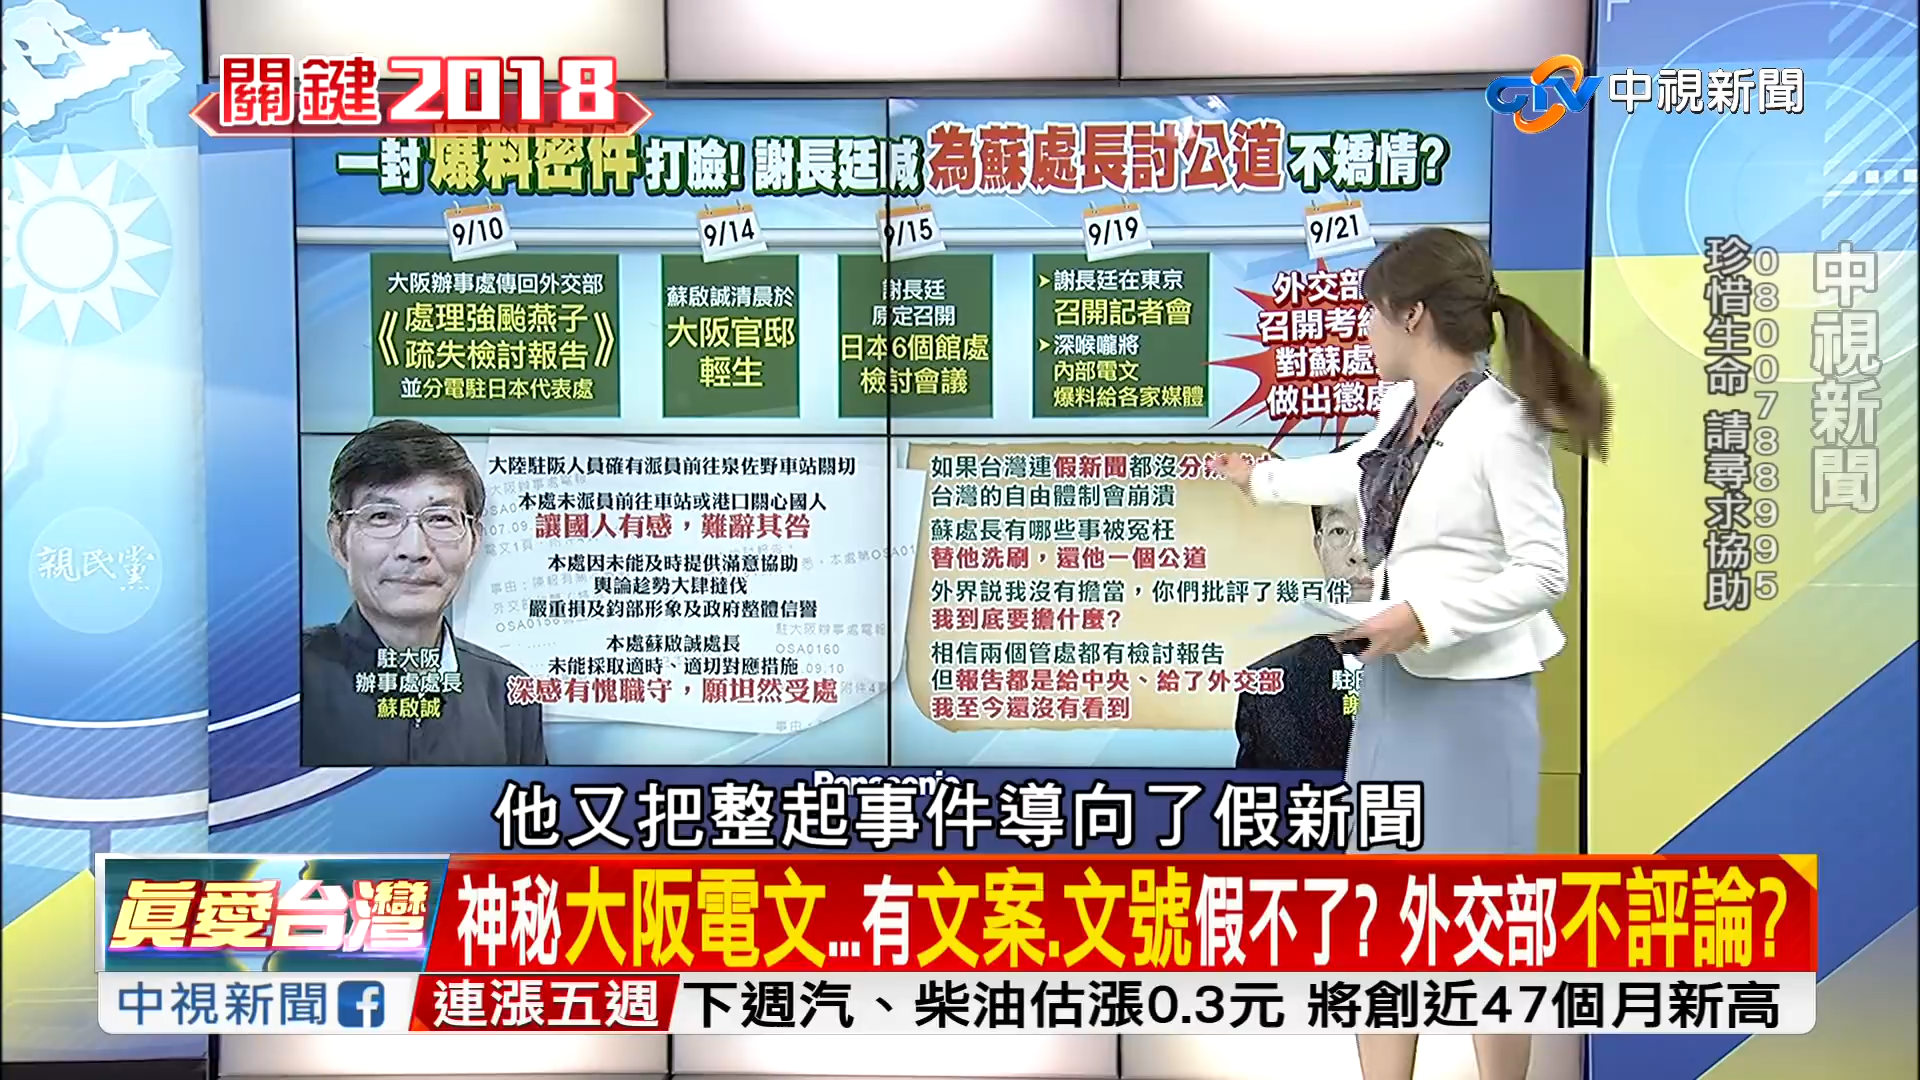 關鍵2018
中視新聞
一封爆料密件打臉!謝長廷喊為蘇處長討公道不矯情?
9/10
9/14
9/15
9/19
9/21
大阪辦事處傳回外交部
《處理強颱燕子
疏失檢討報告》
並分電駐日本代表處
蘇啟誠清晨於
大阪官邸
輕生
謝長廷
原定召開
日本6個館處
檢討會議
謝長廷在東京
召開記者會
深喉嚨將
內部電文
爆料給各家媒體
外交部
召開考
對蘇處
做出懲處
大陸駐阪人員確有派員前往泉佐野車站關切
本處未派員前往車站或港口關心國人
讓國人有感,難辭其咎
本處因未能及時提供滿意協助
輿論趁勢大肆撻伐
嚴重損及鈞部形象及政府整體信譽
本處蘇啟誠處長
未能採取適時、適切對應措施
深感有愧職守,願坦然受處
駐大阪
辦事處處長
蘇啟誠
如果台灣連假新聞都沒分
台灣的自由體制會崩潰
蘇處長有哪些事被冤枉
替他洗刷,還他一個公道
外界說我沒有擔當,你們批評了幾百件
我到底要擔什麼?
相信兩個管處都有檢討報告
但報告都是給中央、給了外交部
我至今還沒有看到
駐
謝
親民黨
Panasonic
中視新聞
0800788995
珍惜生命 請尋求協助
他又把整起事件導向了假新聞
真愛台灣
神秘大阪電文...有文案.文號假不了? 外交部不評論?
中視新聞
連漲五週
下週汽、柴油估漲0.3元 將創近47個月新高